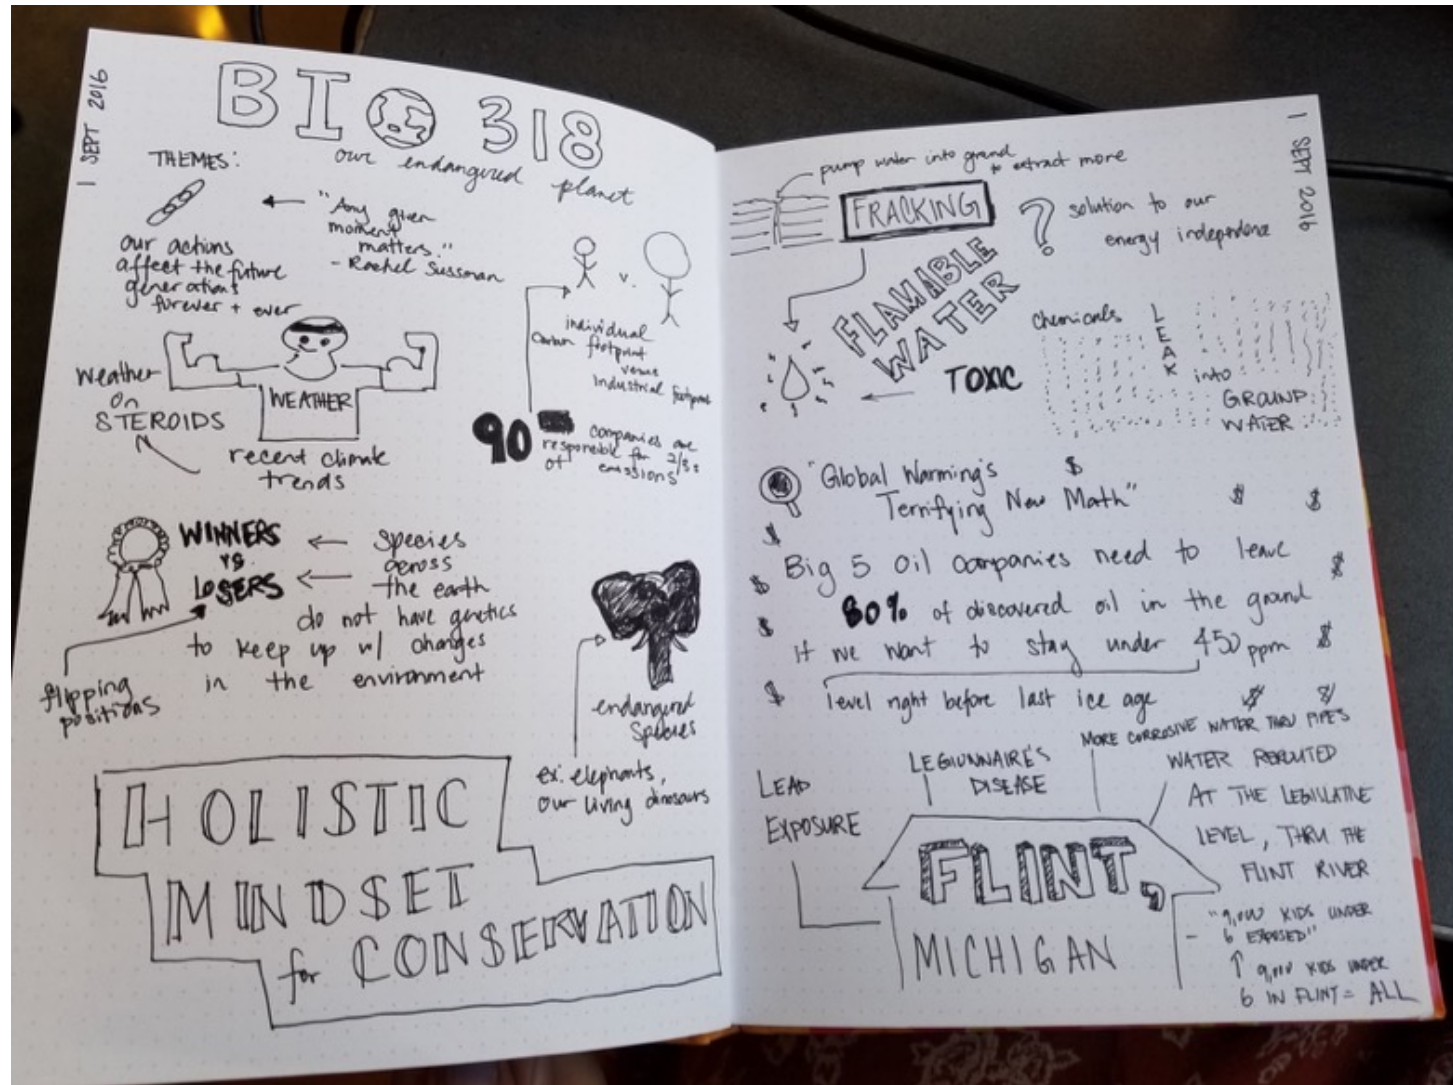 1 SEPT 2016
BIO 318
our endangered planet
THEMES:
our actions
affect the future
generations
forever + ever
"Any given
moment
matters."
- Rachel Sussman
v.
individual
carbon footprint
versus
industrial footprint
90 companies are
responsible for 2/3s
of emissions
Weather
on
STEROIDS
WEATHER
recent climate
trends
WINNERS
vs
LOSERS
species
across
the earth
do not have genetics
to keep up w/ changes
in the environment
flipping
positions
endangered
species
ex: elephants,
our living dinosaurs
HOLISTIC
MINDSET
for CONSERVATION
1 SEPT 2016
pump water into ground
to extract more
FRACKING
?
solution to our
energy independence
FLAMABLE
WATER
TOXIC
Chemicals
LEAK
into
GROUND
WATER
"Global Warming's
Terrifying New Math"
Big 5 oil companies need to leave
80% of discovered oil in the ground
if we want to stay under 450 ppm
level right before last ice age
$ $ $ $ $ $ $ $ $ $ $
LEAD
EXPOSURE
LEGIONNAIRE'S
DISEASE
MORE CORROSIVE WATER THRU PIPES
WATER REROUTED
AT THE LEGISLATIVE
LEVEL, THRU THE
FLINT RIVER
FLINT,
MICHIGAN
- "9,000 KIDS UNDER
6 EXPOSED"
↑ 9,000 KIDS UNDER
6 IN FLINT = ALL